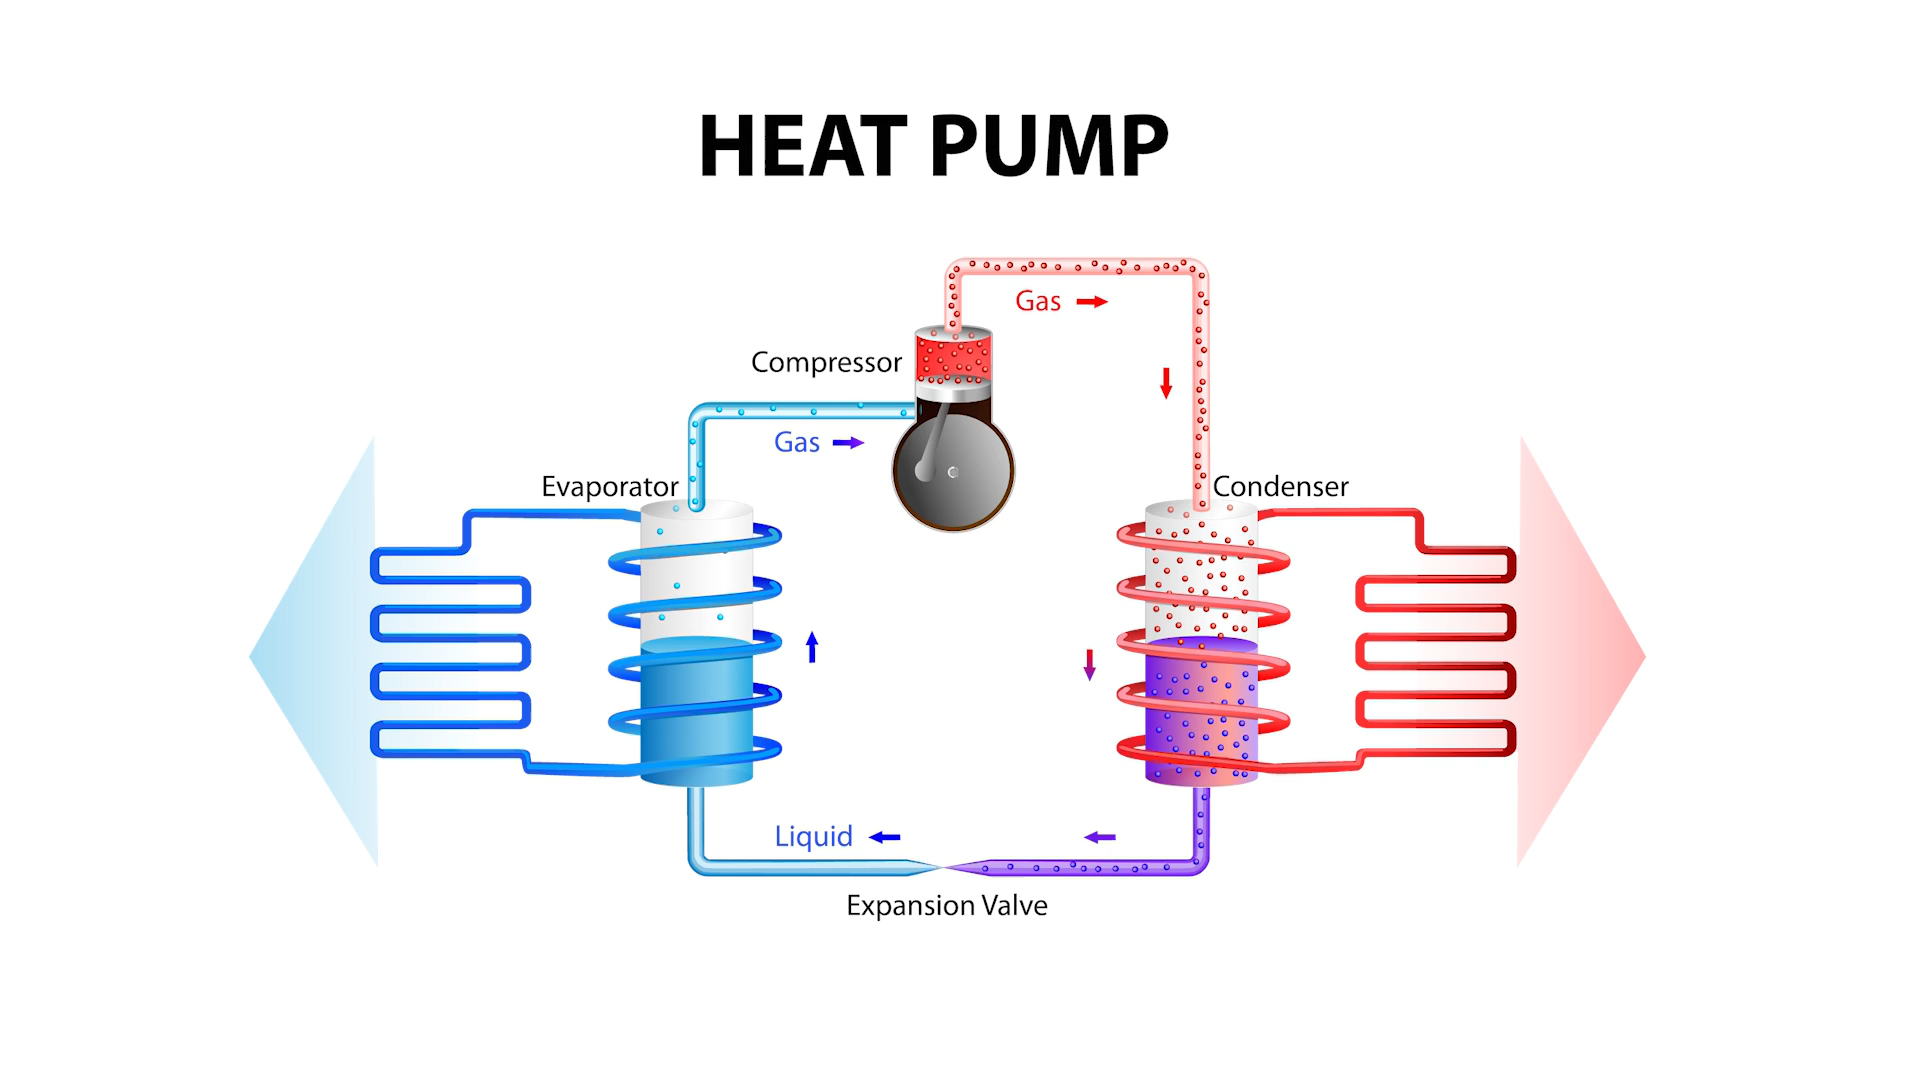 HEAT PUMP
Gas
Compressor
Gas
Evaporator
Condenser
Liquid
Expansion Valve